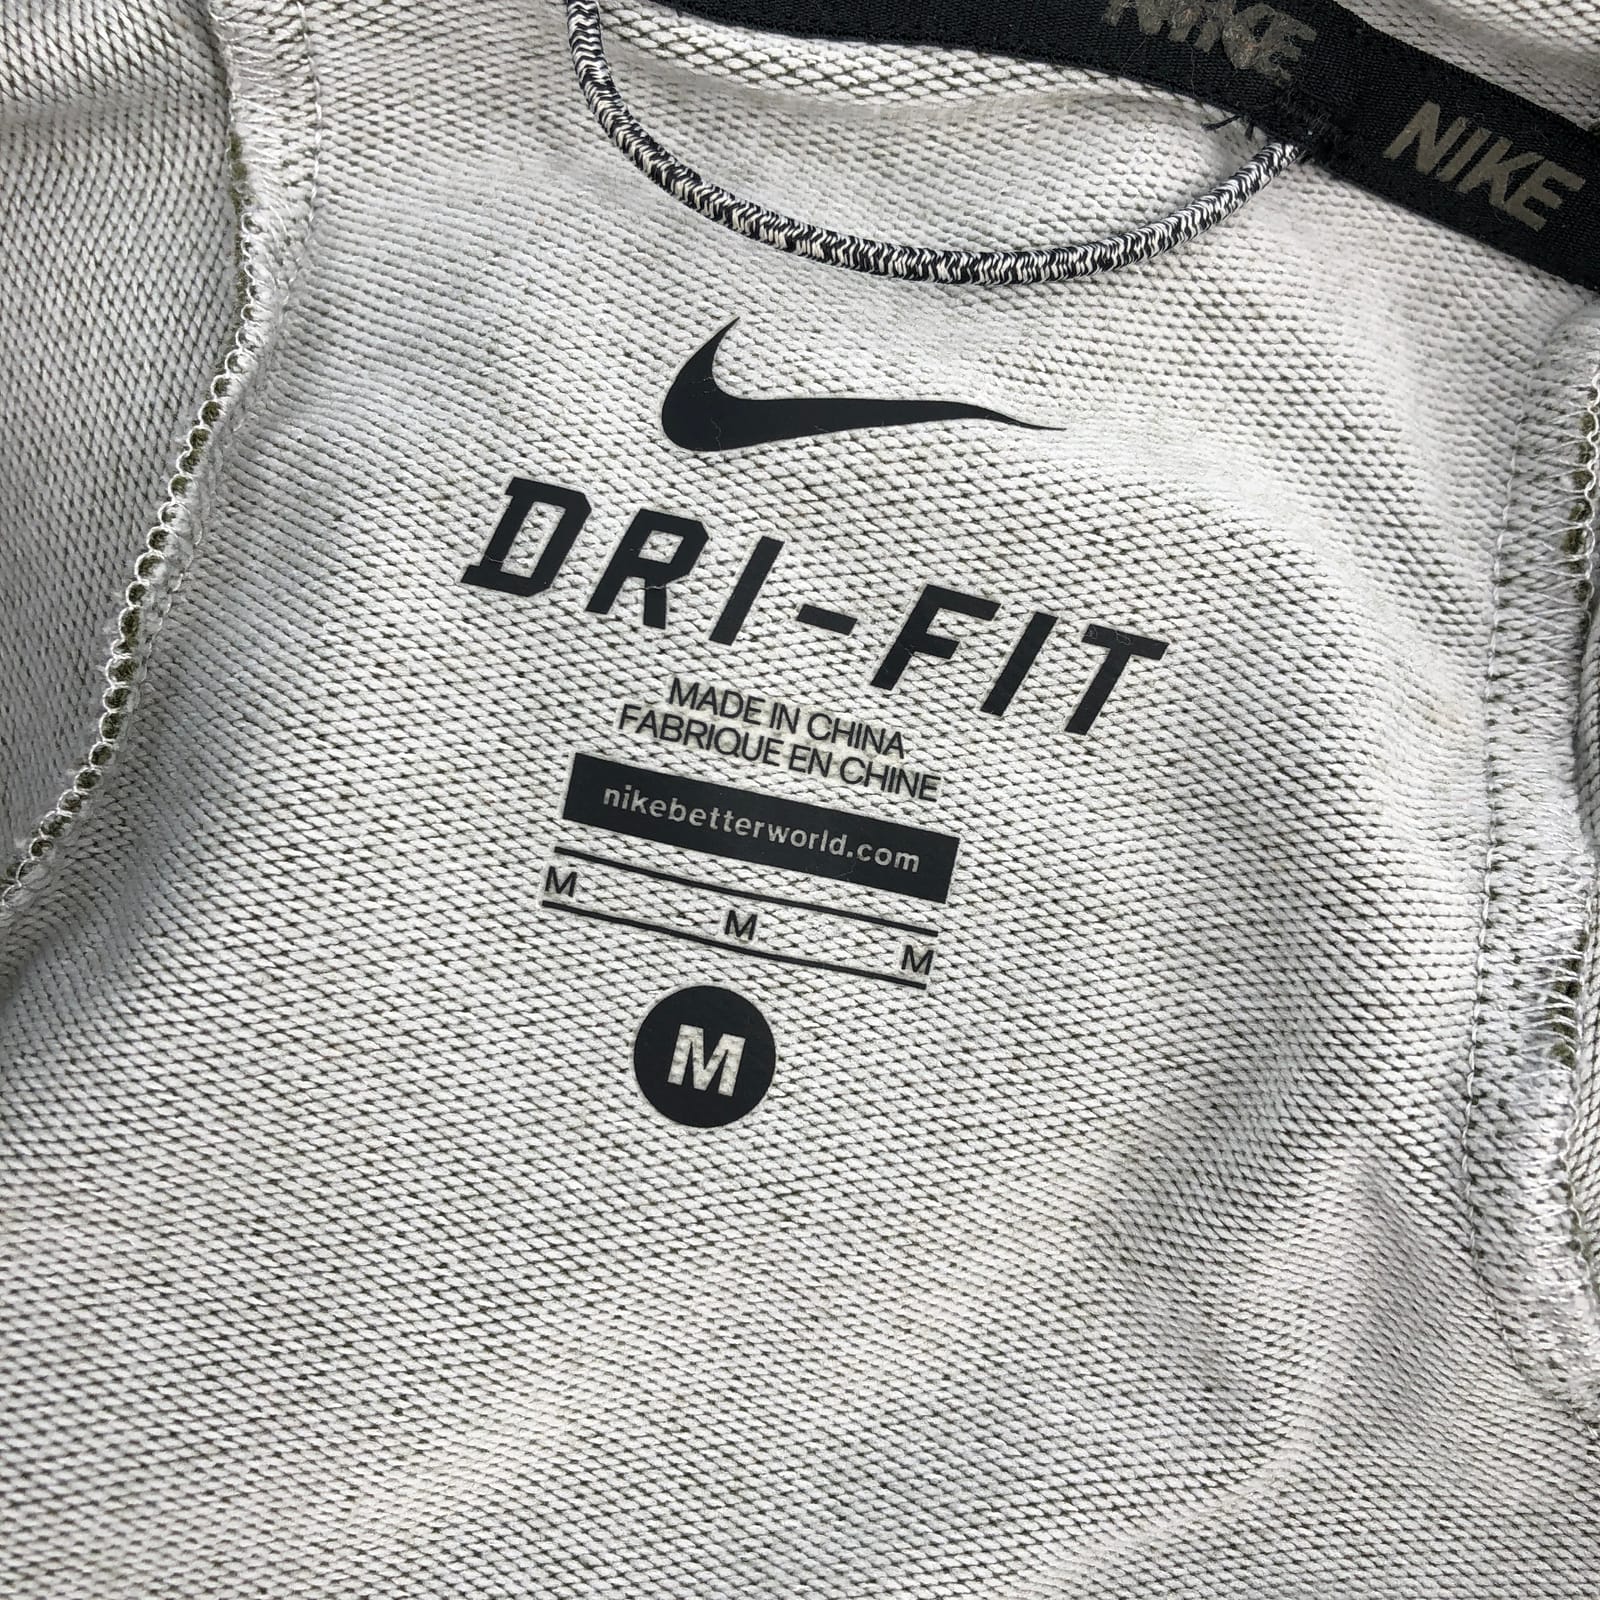 NIKE
NIKE
DRI-FIT
MADE IN CHINA
FABRIQUE EN CHINE
nikebetterworld.com
M M M
M